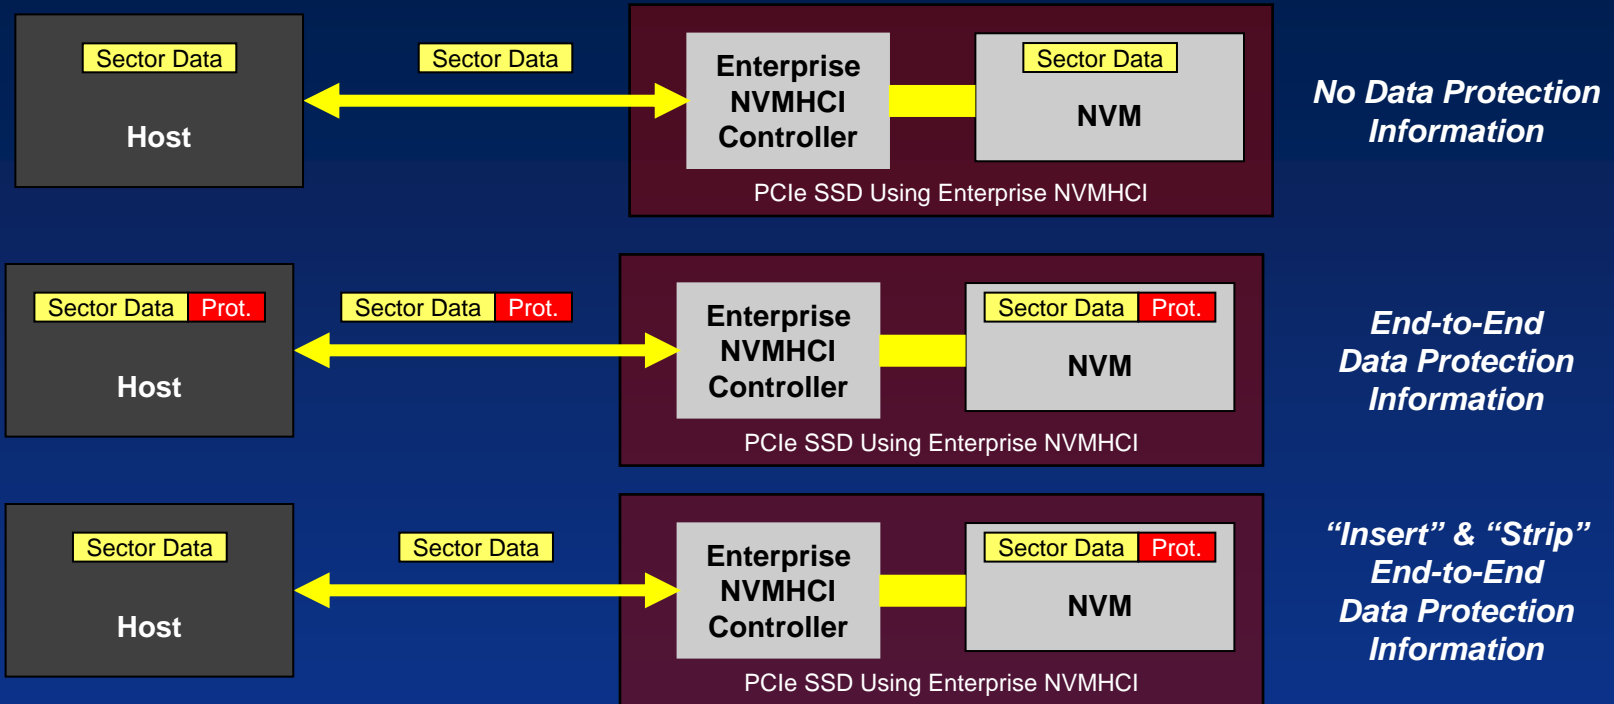 Sector Data
Host
Sector Data
Enterprise
NVMHCI
Controller
Sector Data
NVM
PCIe SSD Using Enterprise NVMHCI
No Data Protection
Information
Sector Data Prot.
Host
Sector Data Prot.
Enterprise
NVMHCI
Controller
Sector Data Prot.
NVM
PCIe SSD Using Enterprise NVMHCI
End-to-End
Data Protection
Information
Sector Data
Host
Sector Data
Enterprise
NVMHCI
Controller
Sector Data Prot.
NVM
PCIe SSD Using Enterprise NVMHCI
“Insert” & “Strip”
End-to-End
Data Protection
Information